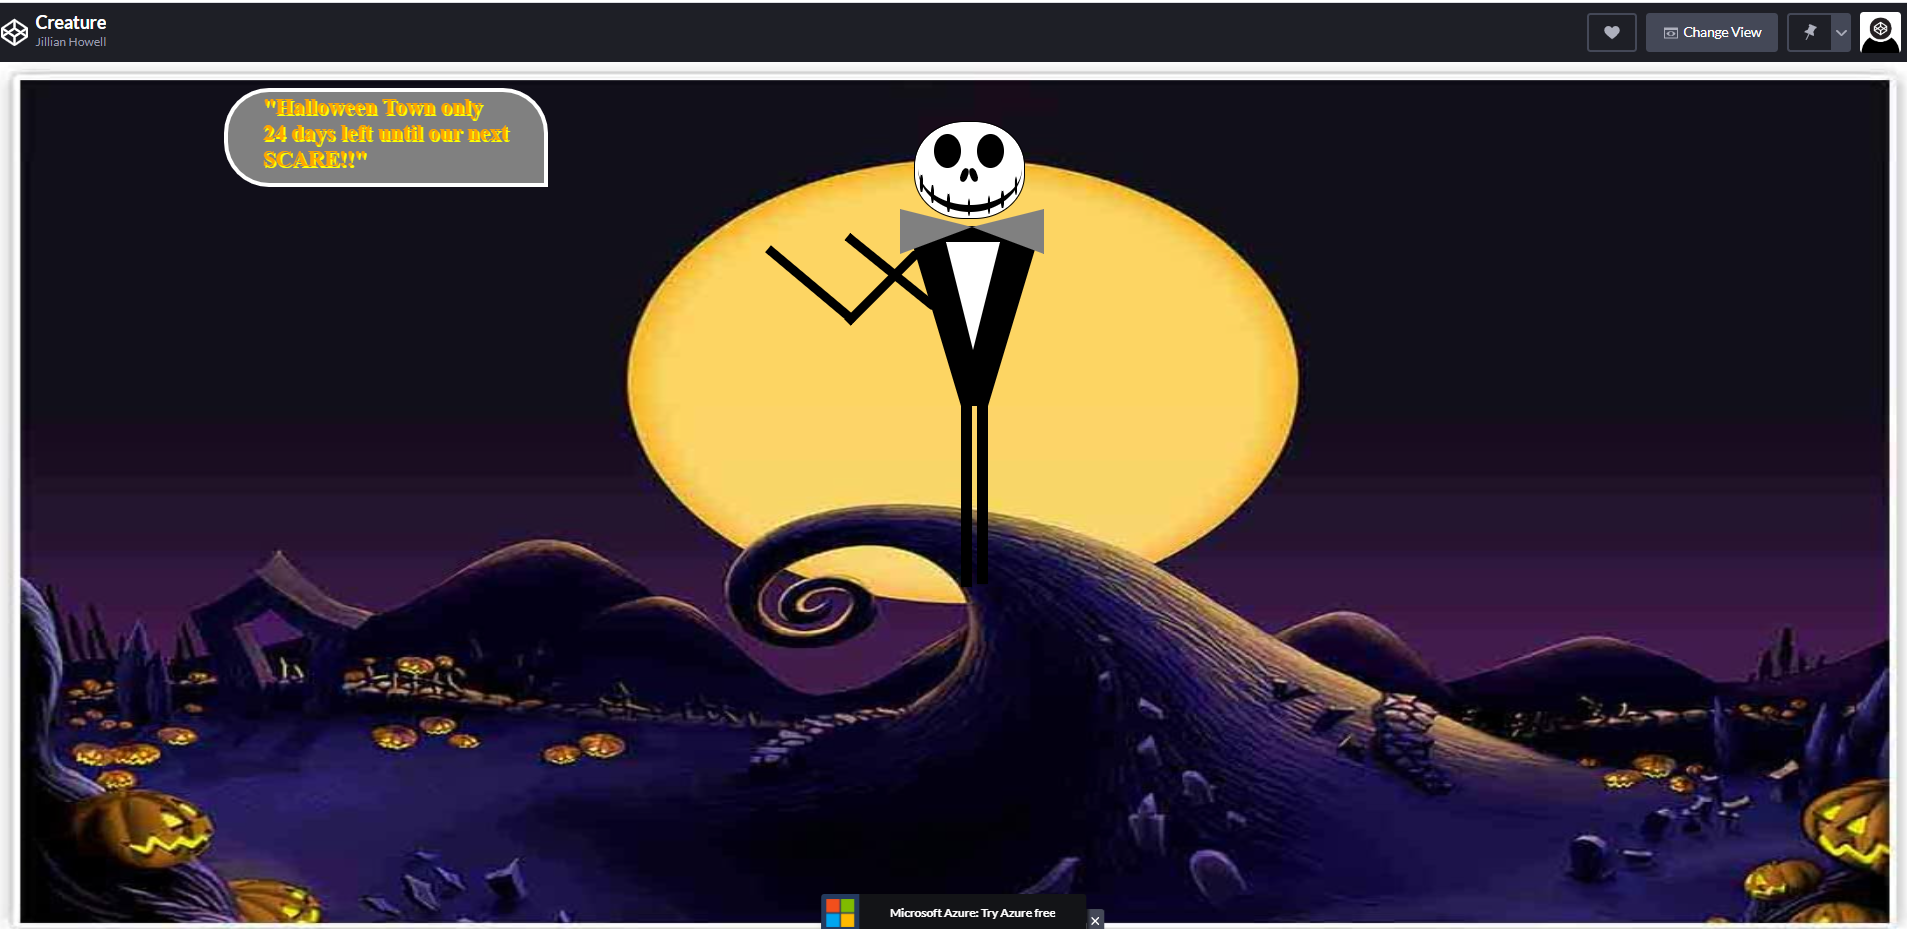 Creature
Jillian Howell
Change View
"Halloween Town only
24 days left until our next
SCARE!!"
Microsoft Azure: Try Azure free